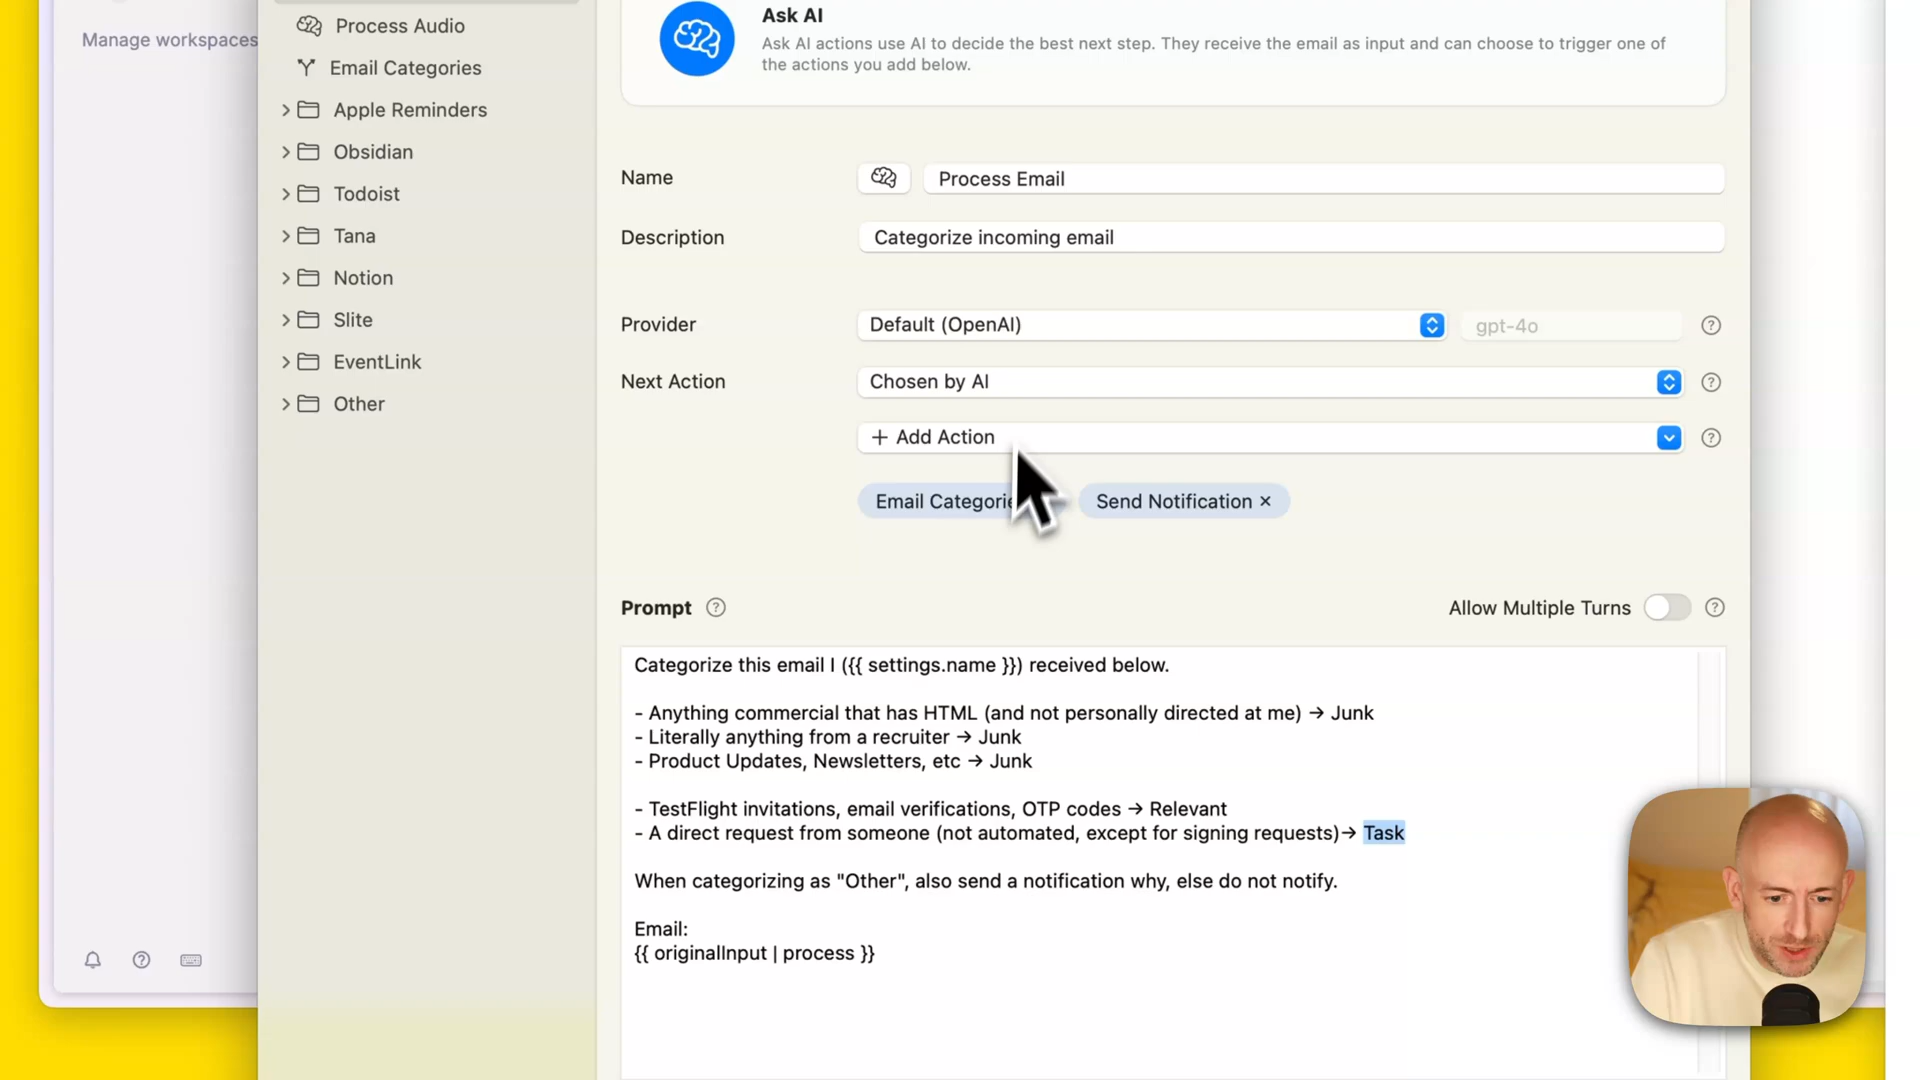 Manage workspaces
Process Audio
Email Categories
Apple Reminders
Obsidian
Todoist
Tana
Notion
Slite
EventLink
Other
Ask AI
Ask AI actions use AI to decide the best next step. They receive the email as input and can choose to trigger one of
the actions you add below.
Name
Process Email
Description
Categorize incoming email
Provider
Default (OpenAI)
gpt-4o
?
Next Action
Chosen by AI
?
+ Add Action
?
Email Categorie
Send Notification ×
Prompt ?
Allow Multiple Turns
?
Categorize this email I ({{ settings.name }}) received below.
- Anything commercial that has HTML (and not personally directed at me) → Junk
- Literally anything from a recruiter → Junk
- Product Updates, Newsletters, etc → Junk
- TestFlight invitations, email verifications, OTP codes → Relevant
- A direct request from someone (not automated, except for signing requests)→ Task
When categorizing as "Other", also send a notification why, else do not notify.
Email:
{{ originalInput | process }}